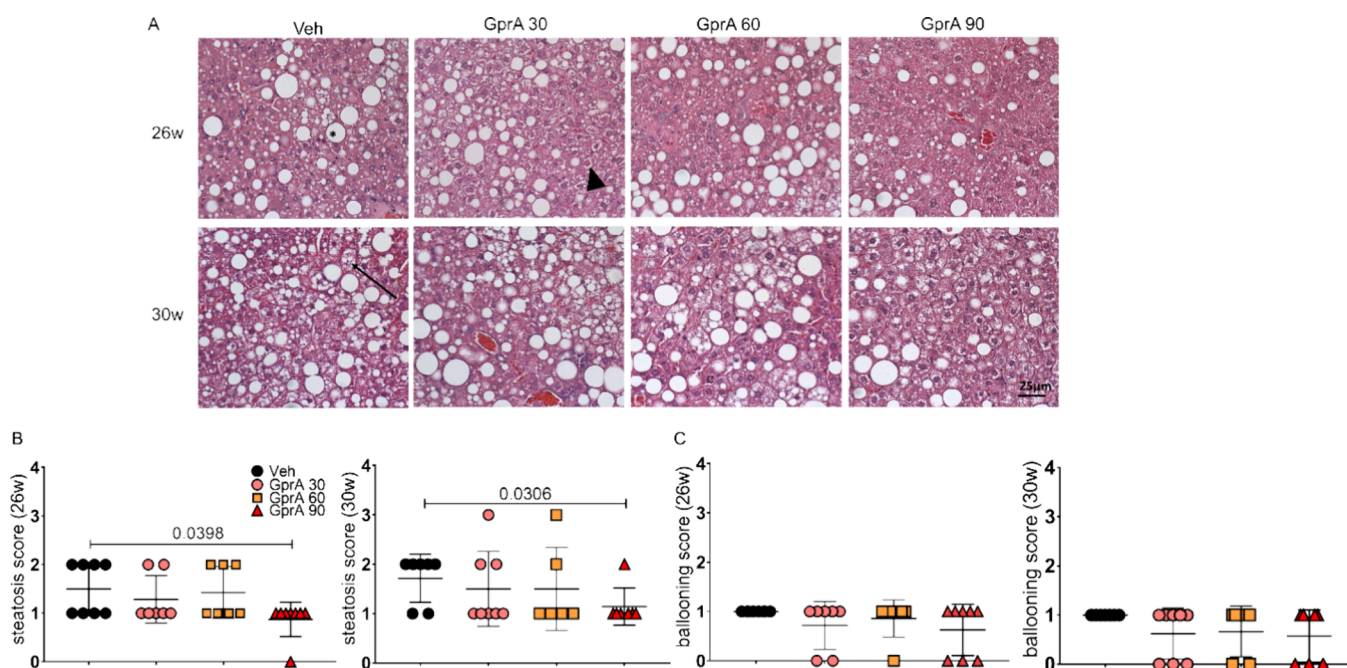 A
Veh
GprA 30
GprA 60
GprA 90
26w
*
30w
25µm
B
C
steatosis score (26w)
4
3
2
1
0
0.0398
Veh
GprA 30
GprA 60
GprA 90
steatosis score (30w)
4
3
2
1
0
0.0306
ballooning score (26w)
4
3
2
1
0
ballooning score (30w)
4
3
2
1
0